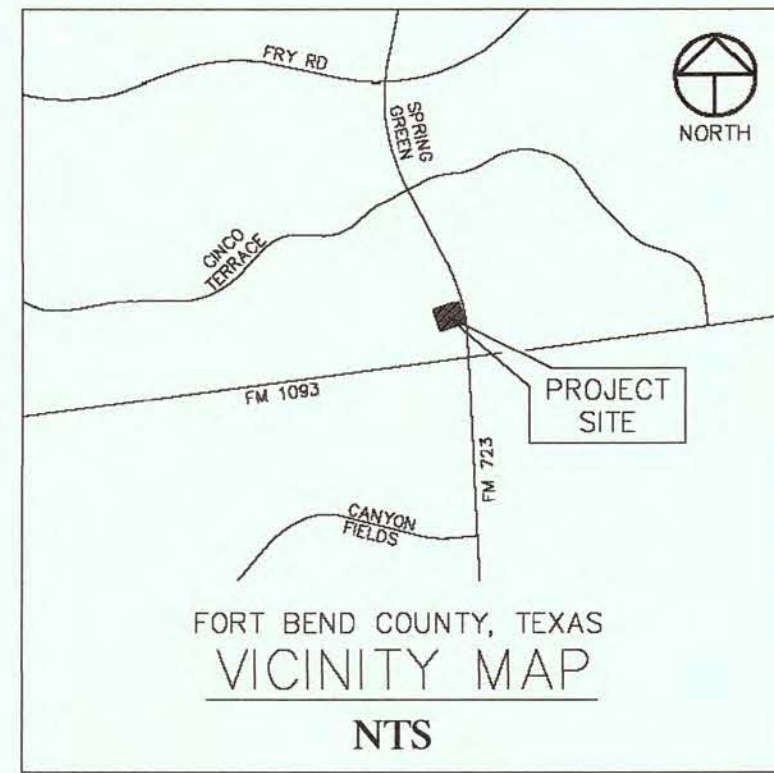 FRY RD
SPRING
GREEN
NORTH
CINCO
TERRACE
FM 1093
PROJECT
SITE
FM 723
CANYON
FIELDS
FORT BEND COUNTY, TEXAS
VICINITY MAP
NTS